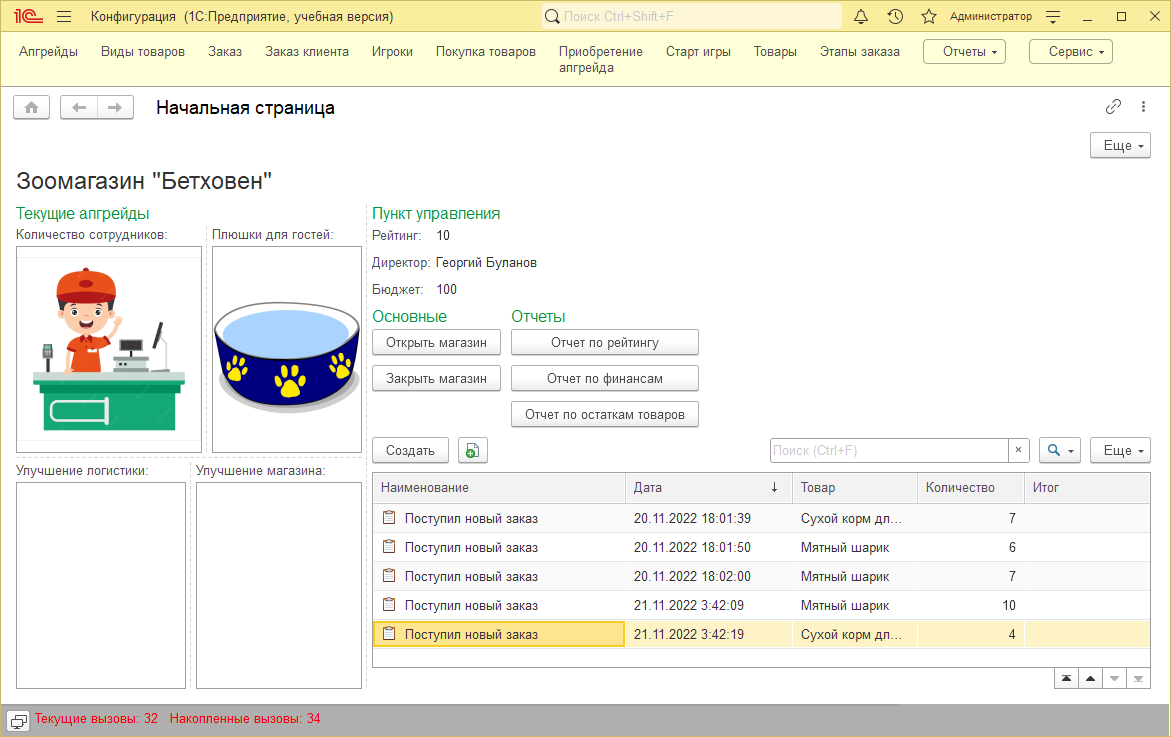 1С Конфигурация (1С:Предприятие, учебная версия) Поиск Ctrl+Shift+F Администратор
Апгрейды Виды товаров Заказ Заказ клиента Игроки Покупка товаров Приобретение апгрейда Старт игры Товары Этапы заказа Отчеты Сервис
Начальная страница
Еще
Зоомагазин "Бетховен"
Текущие апгрейды
Количество сотрудников: Плюшки для гостей:
Улучшение логистики: Улучшение магазина:
Пункт управления
Рейтинг: 10
Директор: Георгий Буланов
Бюджет: 100
Основные Отчеты
Открыть магазин Отчет по рейтингу
Закрыть магазин Отчет по финансам
Отчет по остаткам товаров
Создать Поиск (Ctrl+F) × Еще
Наименование Дата ↓ Товар Количество Итог
Поступил новый заказ 20.11.2022 18:01:39 Сухой корм дл... 7
Поступил новый заказ 20.11.2022 18:01:50 Мятный шарик 6
Поступил новый заказ 20.11.2022 18:02:00 Мятный шарик 7
Поступил новый заказ 21.11.2022 3:42:09 Мятный шарик 10
Поступил новый заказ 21.11.2022 3:42:19 Сухой корм дл... 4
Текущие вызовы: 32 Накопленные вызовы: 34